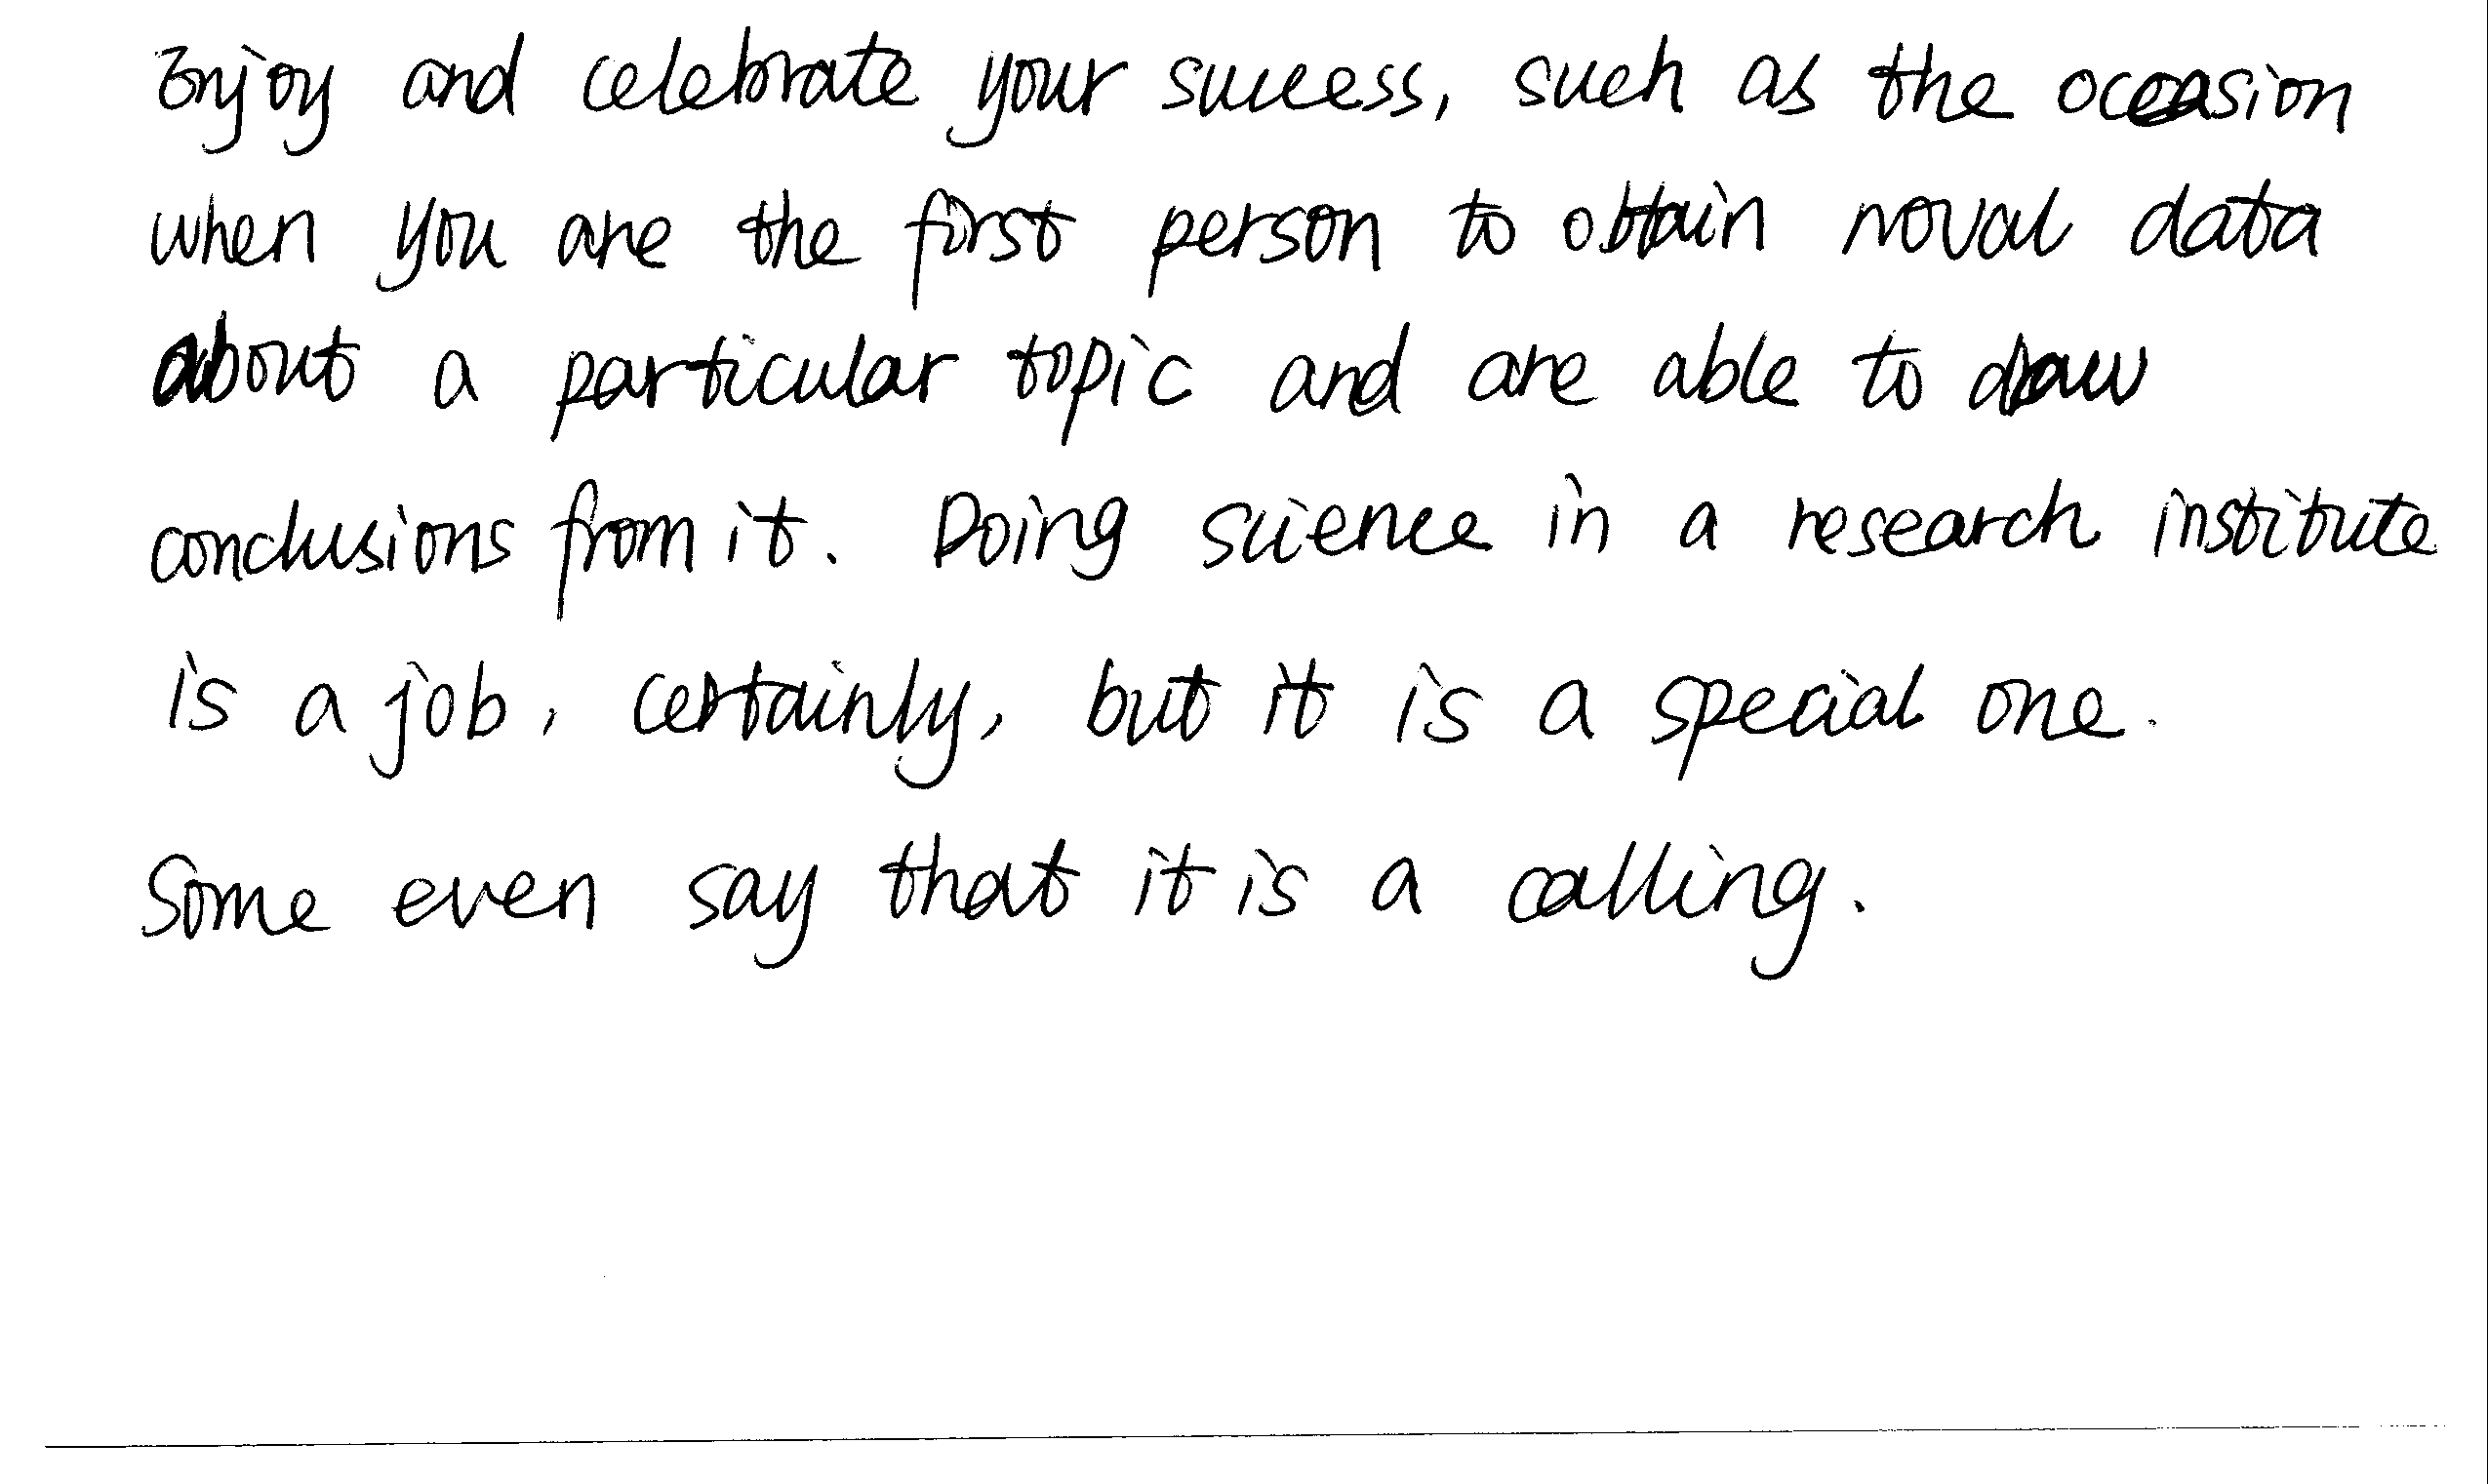 Enjoy and celebrate your success, such as the occasion
when you are the first person to obtain noval data
about a particular topic and are able to draw
conclusions from it. Doing science in a research institute
is a job, certainly, but it is a special one.
Some even say that it is a calling.